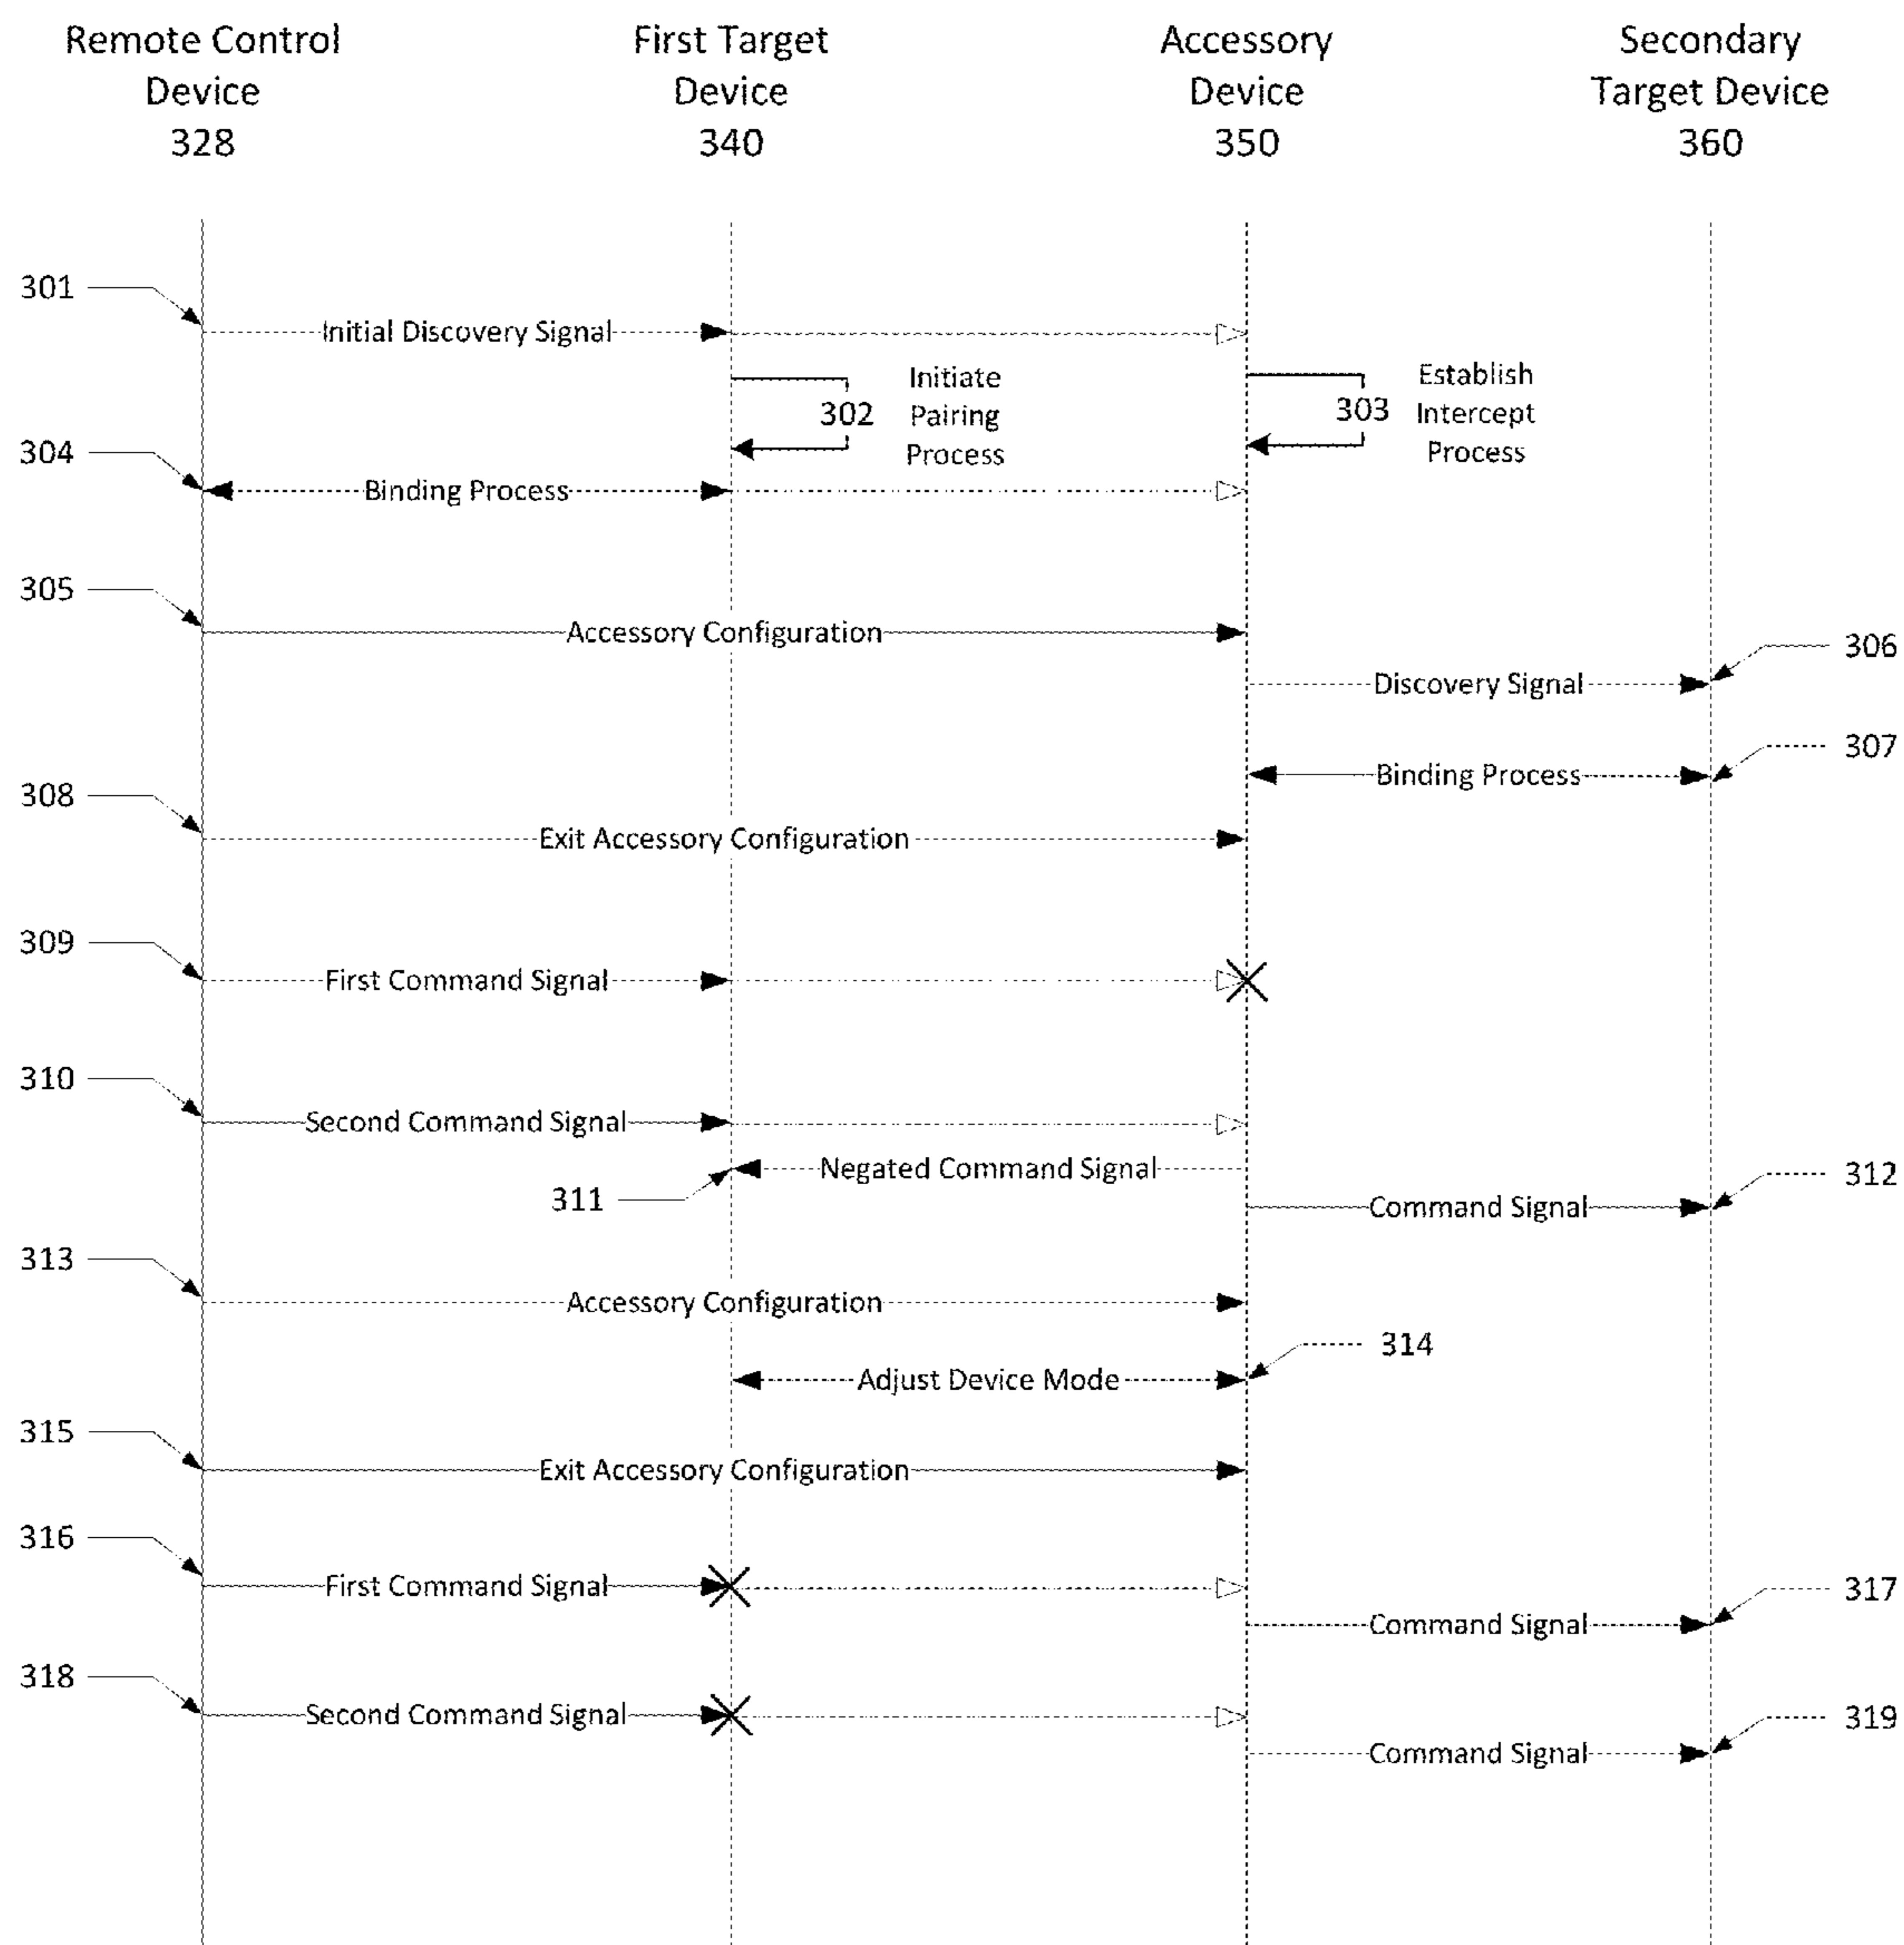 Remote Control
Device
328
First Target
Device
340
Accessory
Device
350
Secondary
Target Device
360
301
Initial Discovery Signal
302
Initiate
Pairing
Process
303
Establish
Intercept
Process
304
Binding Process
305
Accessory Configuration
306
Discovery Signal
307
Binding Process
308
Exit Accessory Configuration
309
First Command Signal
310
Second Command Signal
311
Negated Command Signal
312
Command Signal
313
Accessory Configuration
314
Adjust Device Mode
315
Exit Accessory Configuration
316
First Command Signal
317
Command Signal
318
Second Command Signal
319
Command Signal